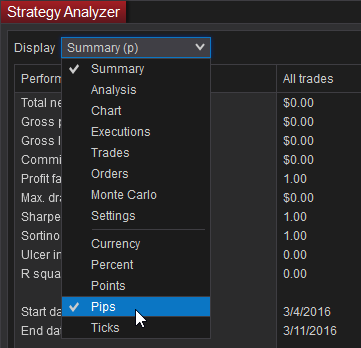 Strategy Analyzer
Display Summary (p)
Summary
Analysis
Chart
Executions
Trades
Orders
Monte Carlo
Settings
Currency
Percent
Points
Pips
Ticks
Perform All trades
Total ne $0.00
Gross p $0.00
Gross l $0.00
Commi $0.00
Profit fa 1.00
Max. dra $0.00
Sharpe 1.00
Sortino 1.00
Ulcer in 0.00
R squa 0.00
Start da 3/4/2016
End dat 3/11/2016